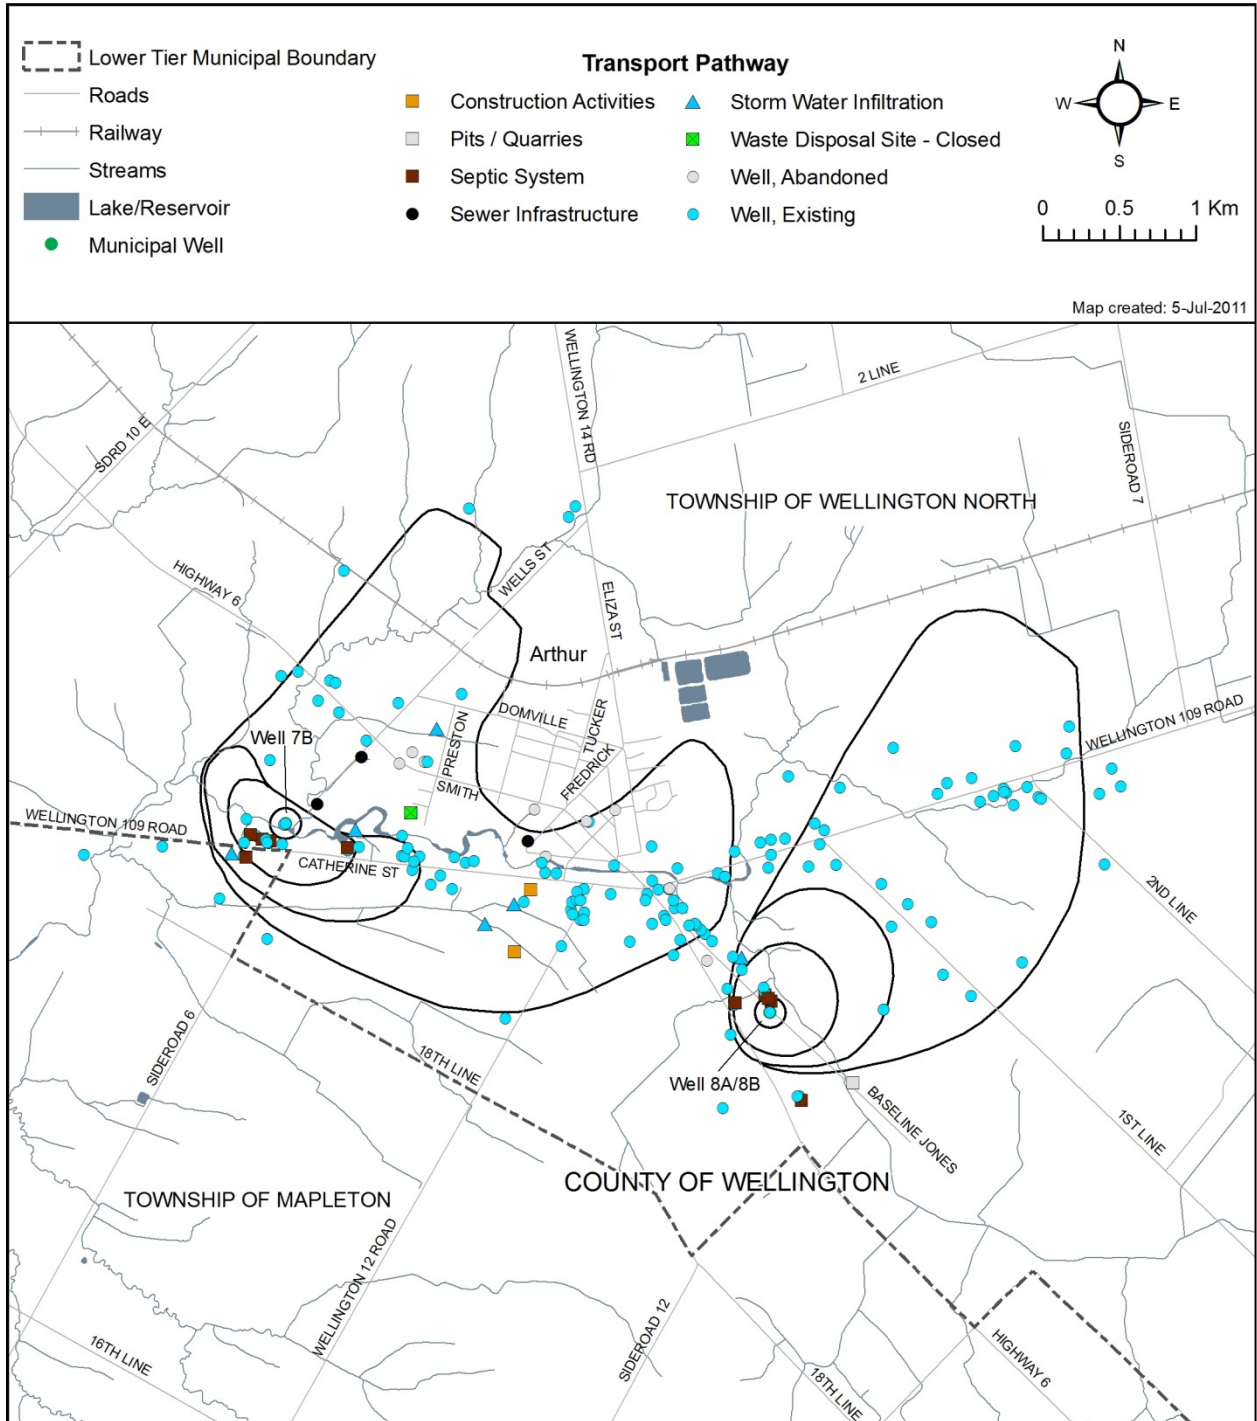 Lower Tier Municipal Boundary
Roads
Railway
Streams
Lake/Reservoir
Municipal Well
Transport Pathway
Construction Activities
Pits / Quarries
Septic System
Sewer Infrastructure
Storm Water Infiltration
Waste Disposal Site - Closed
Well, Abandoned
Well, Existing
N
W
E
S
0 0.5 1 Km
Map created: 5-Jul-2011
WELLINGTON 14 RD
2 LINE
SDRD 10 E
SIDEROAD 7
TOWNSHIP OF WELLINGTON NORTH
HIGHWAY 6
WELLS ST
ELIZA ST
Arthur
DOMVILLE
TUCKER
PRESTON
FREDRICK
SMITH
Well 7B
WELLINGTON 109 ROAD
WELLINGTON 109 ROAD
CATHERINE ST
2ND LINE
SIDEROAD 6
18TH LINE
Well 8A/8B
BASELINE JONES
1ST LINE
COUNTY OF WELLINGTON
TOWNSHIP OF MAPLETON
WELLINGTON 12 ROAD
SIDEROAD 12
16TH LINE
18TH LINE
HIGHWAY 6